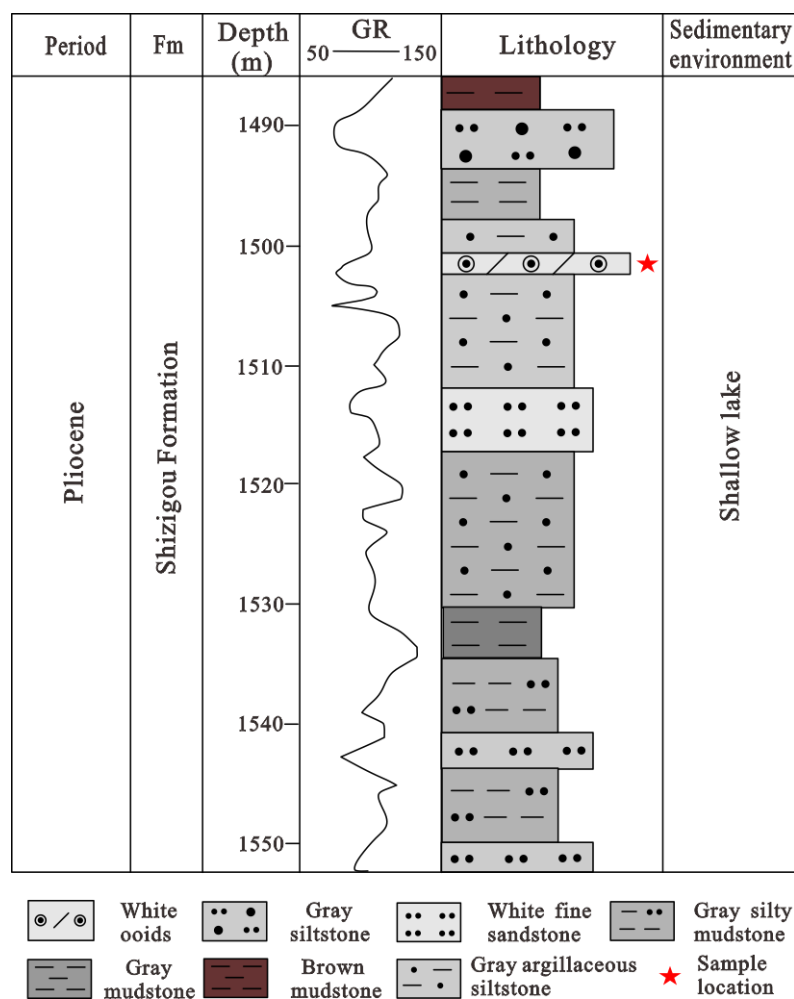 Period
Fm
Depth
(m)
GR
50
150
Lithology
Sedimentary
environment
Pliocene
Shizigou Formation
1490
1500
1510
1520
1530
1540
1550
Shallow lake
White
ooids
Gray
siltstone
White fine
sandstone
Gray silty
mudstone
Gray
mudstone
Brown
mudstone
Gray argillaceous
siltstone
Sample
location